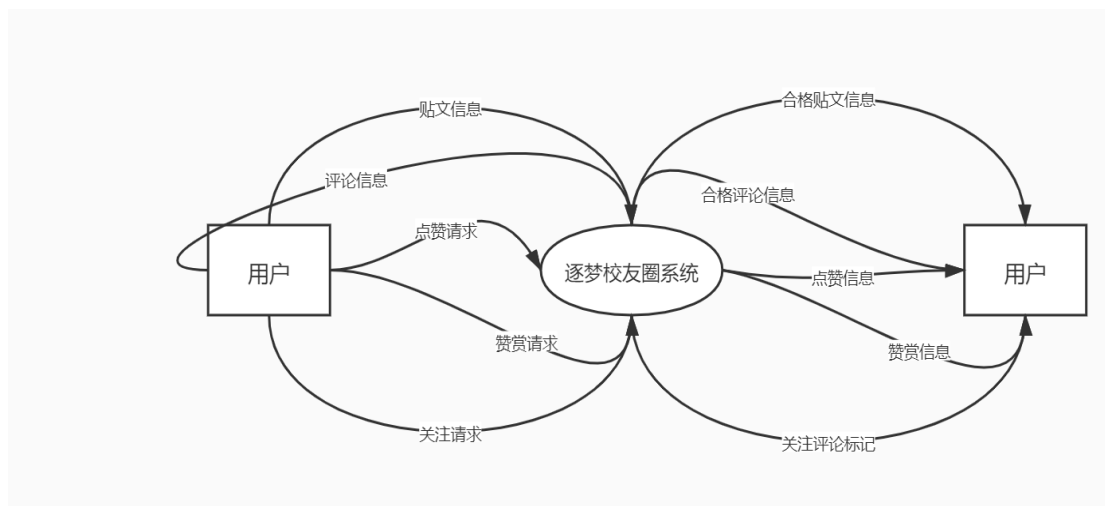 合格贴文信息
贴文信息
评论信息
合格评论信息
点赞请求
用户
逐梦校友圈系统
用户
点赞信息
赞赏请求
赞赏信息
关注请求
关注评论标记